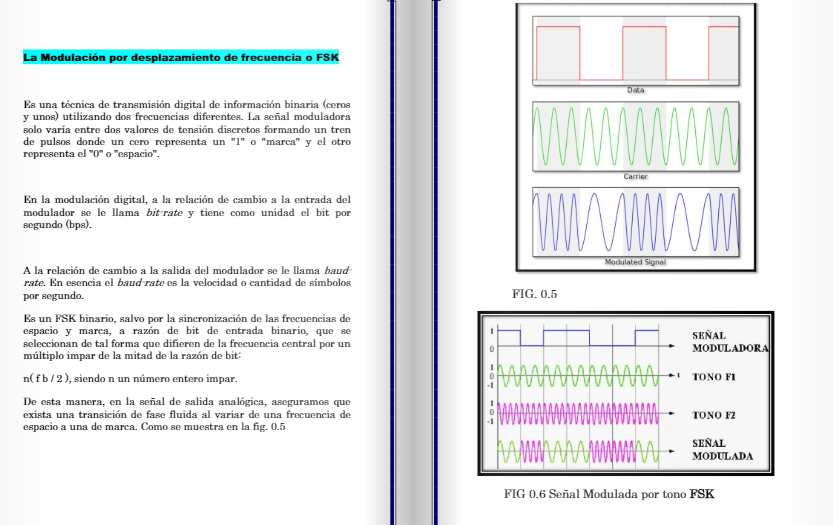 La Modulación por desplazamiento de frecuencia o FSK
Es una técnica de transmisión digital de información binaria (ceros
y unos) utilizando dos frecuencias diferentes. La señal moduladora
solo varía entre dos valores de tensión discretos formando un tren
de pulsos donde un cero representa un "1" o "marca" y el otro
representa el "0" o "espacio".
En la modulación digital, a la relación de cambio a la entrada del
modulador se le llama bit-rate y tiene como unidad el bit por
segundo (bps).
A la relación de cambio a la salida del modulador se le llama baud-
rate. En esencia el baud-rate es la velocidad o cantidad de símbolos
por segundo.
Es un FSK binario, salvo por la sincronización de las frecuencias de
espacio y marca, a razón de bit de entrada binario, que se
seleccionan de tal forma que difieren de la frecuencia central por un
múltiplo impar de la mitad de la razón de bit:
n( f b / 2 ), siendo n un número entero impar.
De esta manera, en la señal de salida analógica, aseguramos que
exista una transición de fase fluida al variar de una frecuencia de
espacio a una de marca. Como se muestra en la fig. 0.5
Data
Carrier
Modulated Signal
FIG. 0.5
1
0
SEÑAL
MODULADORA
1
0
-1
t
TONO F1
1
0
-1
TONO F2
SEÑAL
MODULADA
FIG 0.6 Señal Modulada por tono FSK